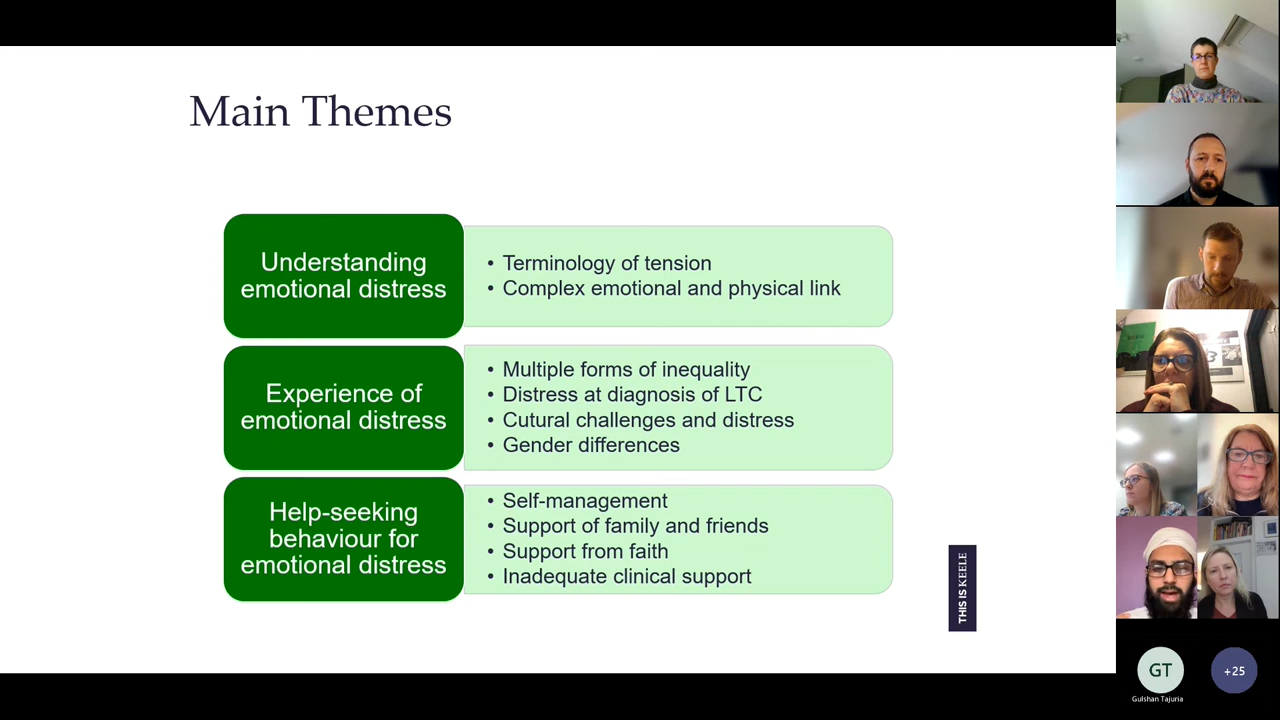 Main Themes
Understanding
emotional distress
• Terminology of tension
• Complex emotional and physical link
Experience of
emotional distress
• Multiple forms of inequality
• Distress at diagnosis of LTC
• Cutural challenges and distress
• Gender differences
Help-seeking
behaviour for
emotional distress
• Self-management
• Support of family and friends
• Support from faith
• Inadequate clinical support
THIS IS KEELE
GT
+25
Gulshan Tajuria